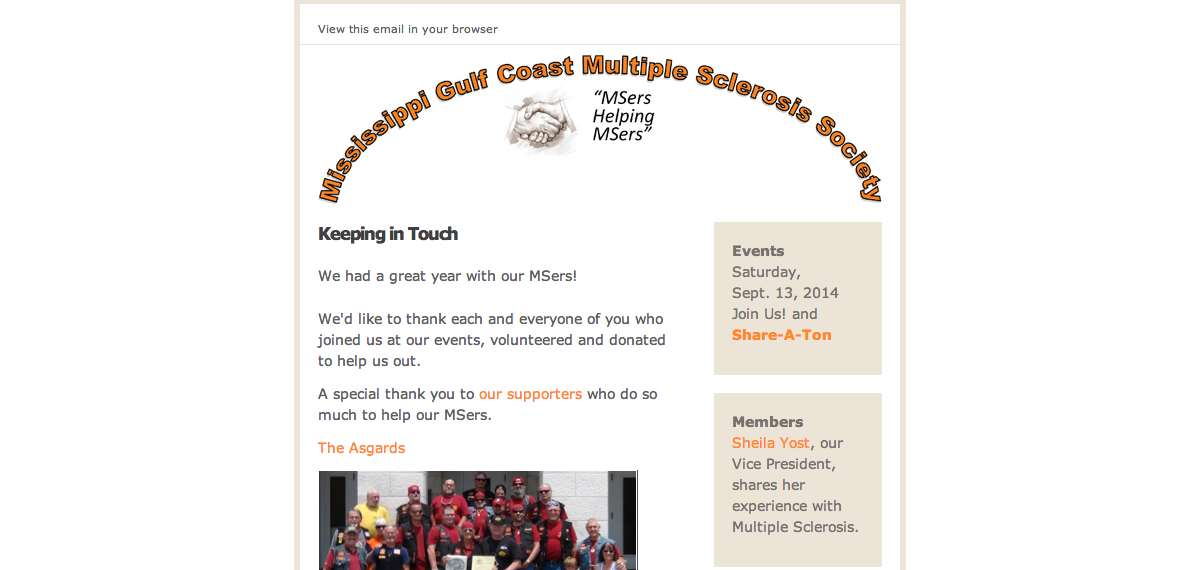 View this email in your browser
Mississippi Gulf Coast Multiple Sclerosis Society
“MSers
Helping
MSers”
Keeping in Touch
We had a great year with our MSers!
We'd like to thank each and everyone of you who
joined us at our events, volunteered and donated
to help us out.
A special thank you to our supporters who do so
much to help our MSers.
The Asgards
Events
Saturday,
Sept. 13, 2014
Join Us! and
Share-A-Ton
Members
Sheila Yost, our
Vice President,
shares her
experience with
Multiple Sclerosis.